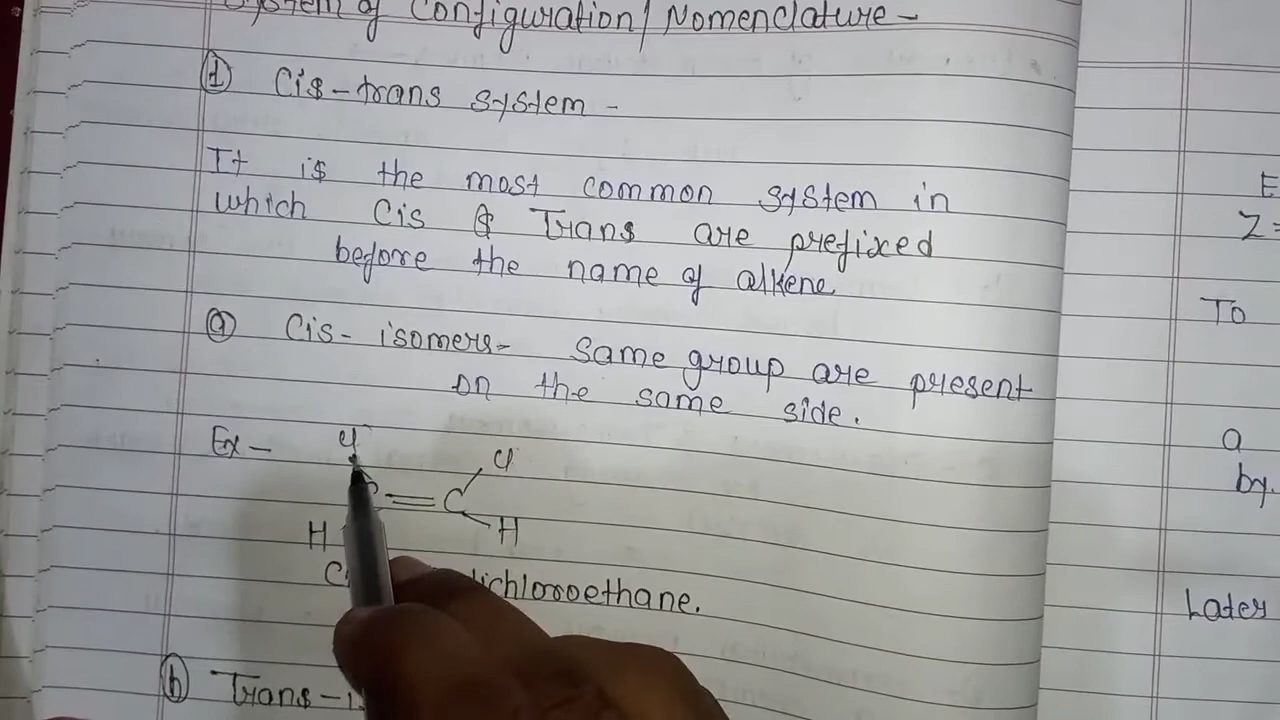 System of Configuration/Nomenclature-
① Cis-trans system-
It is the most common system in
which Cis & Trans are prefixed
before the name of alkene
ⓐ Cis- isomers- Same group are present
on the same side.
Ex- Cl Cl
= C
H H
dichloroethane.
ⓑ Trans-
E
Z=
To
a
by.
Later